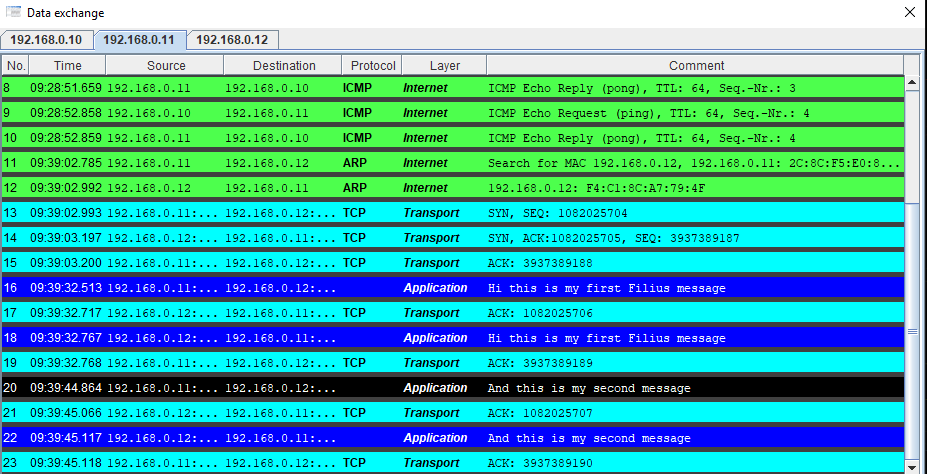 Data exchange
192.168.0.10 192.168.0.11 192.168.0.12
No. Time Source Destination Protocol Layer Comment
8 09:28:51.659 192.168.0.11 192.168.0.10 ICMP Internet ICMP Echo Reply (pong), TTL: 64, Seq.-Nr.: 3
9 09:28:52.858 192.168.0.10 192.168.0.11 ICMP Internet ICMP Echo Request (ping), TTL: 64, Seq.-Nr.: 4
10 09:28:52.859 192.168.0.11 192.168.0.10 ICMP Internet ICMP Echo Reply (pong), TTL: 64, Seq.-Nr.: 4
11 09:39:02.785 192.168.0.11 192.168.0.12 ARP Internet Search for MAC 192.168.0.12, 192.168.0.11: 2C:8C:F5:E0:8...
12 09:39:02.992 192.168.0.12 192.168.0.11 ARP Internet 192.168.0.12: F4:C1:8C:A7:79:4F
13 09:39:02.993 192.168.0.11:... 192.168.0.12:... TCP Transport SYN, SEQ: 1082025704
14 09:39:03.197 192.168.0.12:... 192.168.0.11:... TCP Transport SYN, ACK:1082025705, SEQ: 3937389187
15 09:39:03.200 192.168.0.11:... 192.168.0.12:... TCP Transport ACK: 3937389188
16 09:39:32.513 192.168.0.11:... 192.168.0.12:... Application Hi this is my first Filius message
17 09:39:32.717 192.168.0.12:... 192.168.0.11:... TCP Transport ACK: 1082025706
18 09:39:32.767 192.168.0.12:... 192.168.0.11:... Application Hi this is my first Filius message
19 09:39:32.768 192.168.0.11:... 192.168.0.12:... TCP Transport ACK: 3937389189
20 09:39:44.864 192.168.0.11:... 192.168.0.12:... Application And this is my second message
21 09:39:45.066 192.168.0.12:... 192.168.0.11:... TCP Transport ACK: 1082025707
22 09:39:45.117 192.168.0.12:... 192.168.0.11:... Application And this is my second message
23 09:39:45.118 192.168.0.11:... 192.168.0.12:... TCP Transport ACK: 3937389190